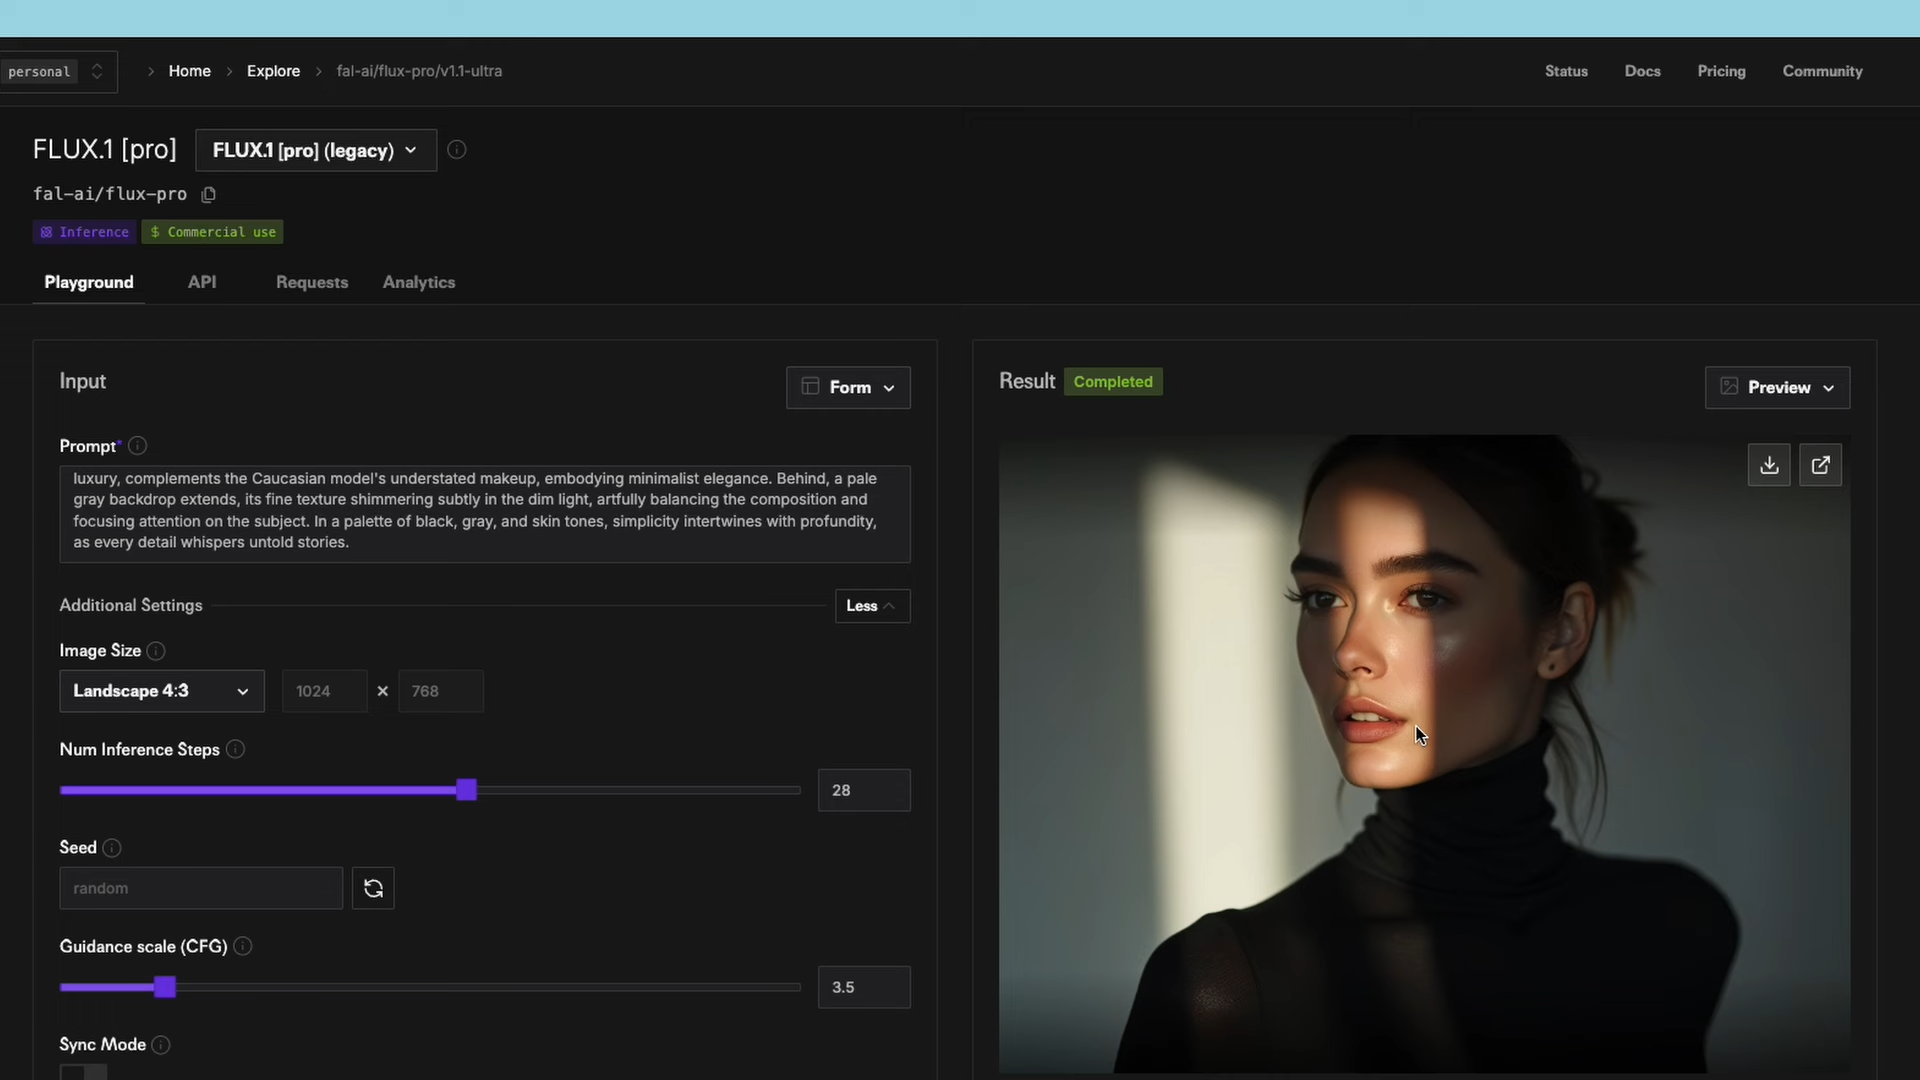 personal
Home
Explore
fal-ai/flux-pro/v1.1-ultra
Status
Docs
Pricing
Community
FLUX.1 [pro]
FLUX.1 [pro] (legacy)
fal-ai/flux-pro
Inference
$ Commercial use
Playground
API
Requests
Analytics
Input
Form
Prompt*
luxury, complements the Caucasian model's understated makeup, embodying minimalist elegance. Behind, a pale
gray backdrop extends, its fine texture shimmering subtly in the dim light, artfully balancing the composition and
focusing attention on the subject. In a palette of black, gray, and skin tones, simplicity intertwines with profundity,
as every detail whispers untold stories.
Additional Settings
Less
Image Size
Landscape 4:3
1024 × 768
Num Inference Steps
28
Seed
random
Guidance scale (CFG)
3.5
Sync Mode
Result
Completed
Preview